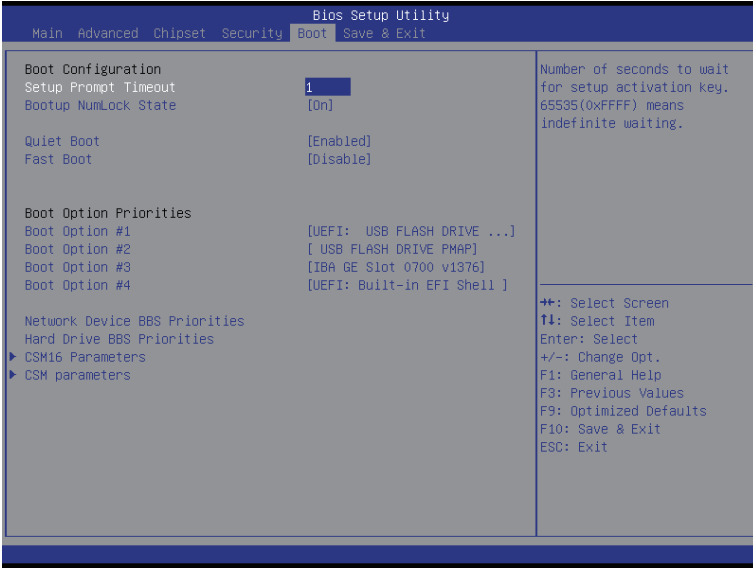 Bios Setup Utility
Main Advanced Chipset Security Boot Save & Exit
Boot Configuration
Setup Prompt Timeout 1
Bootup NumLock State [On]
Quiet Boot [Enabled]
Fast Boot [Disable]
Boot Option Priorities
Boot Option #1 [UEFI: USB FLASH DRIVE ...]
Boot Option #2 [ USB FLASH DRIVE PMAP]
Boot Option #3 [IBA GE Slot 0700 v1376]
Boot Option #4 [UEFI: Built-in EFI Shell ]
Network Device BBS Priorities
Hard Drive BBS Priorities
CSM16 Parameters
CSM parameters
Number of seconds to wait
for setup activation key.
65535(0xFFFF) means
indefinite waiting.
→←: Select Screen
↑↓: Select Item
Enter: Select
+/-: Change Opt.
F1: General Help
F3: Previous Values
F9: Optimized Defaults
F10: Save & Exit
ESC: Exit